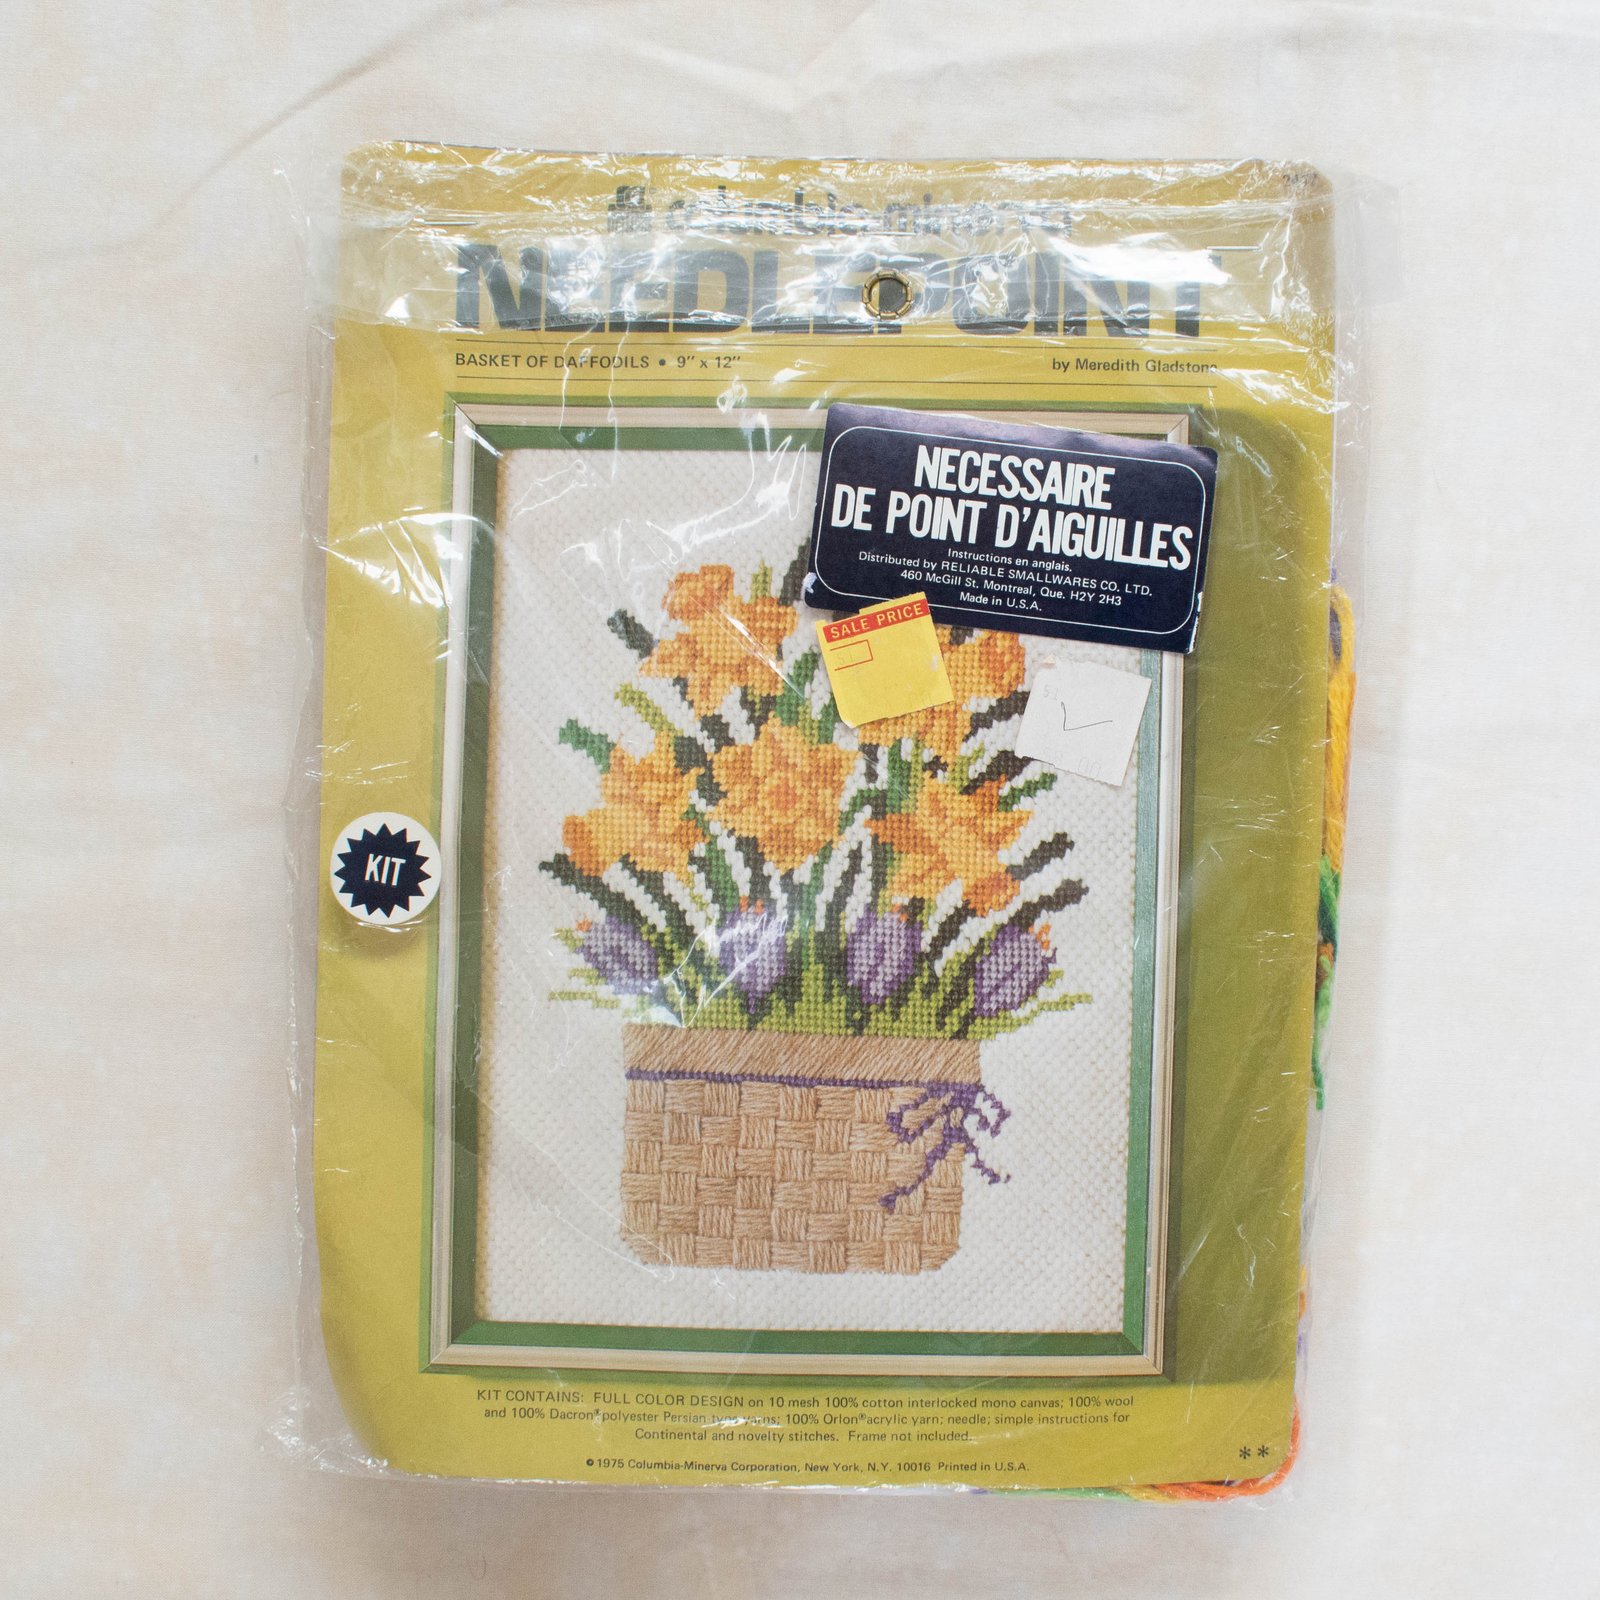 columbia minerva
NEEDLEPOINT
BASKET OF DAFFODILS • 9" x 12"
by Meredith Gladstone
NECESSAIRE
DE POINT D'AIGUILLES
Instructions en anglais.
Distributed by RELIABLE SMALLWARES CO. LTD.
460 McGill St. Montreal, Que. H2Y 2H3
Made in U.S.A.
SALE PRICE
KIT
KIT CONTAINS: FULL COLOR DESIGN on 10 mesh 100% cotton interlocked mono canvas; 100% wool
and 100% Dacron® polyester Persian type yarns; 100% Orlon® acrylic yarn; needle; simple instructions for
Continental and novelty stitches. Frame not included.
**
© 1975 Columbia-Minerva Corporation, New York, N.Y. 10016 Printed in U.S.A.